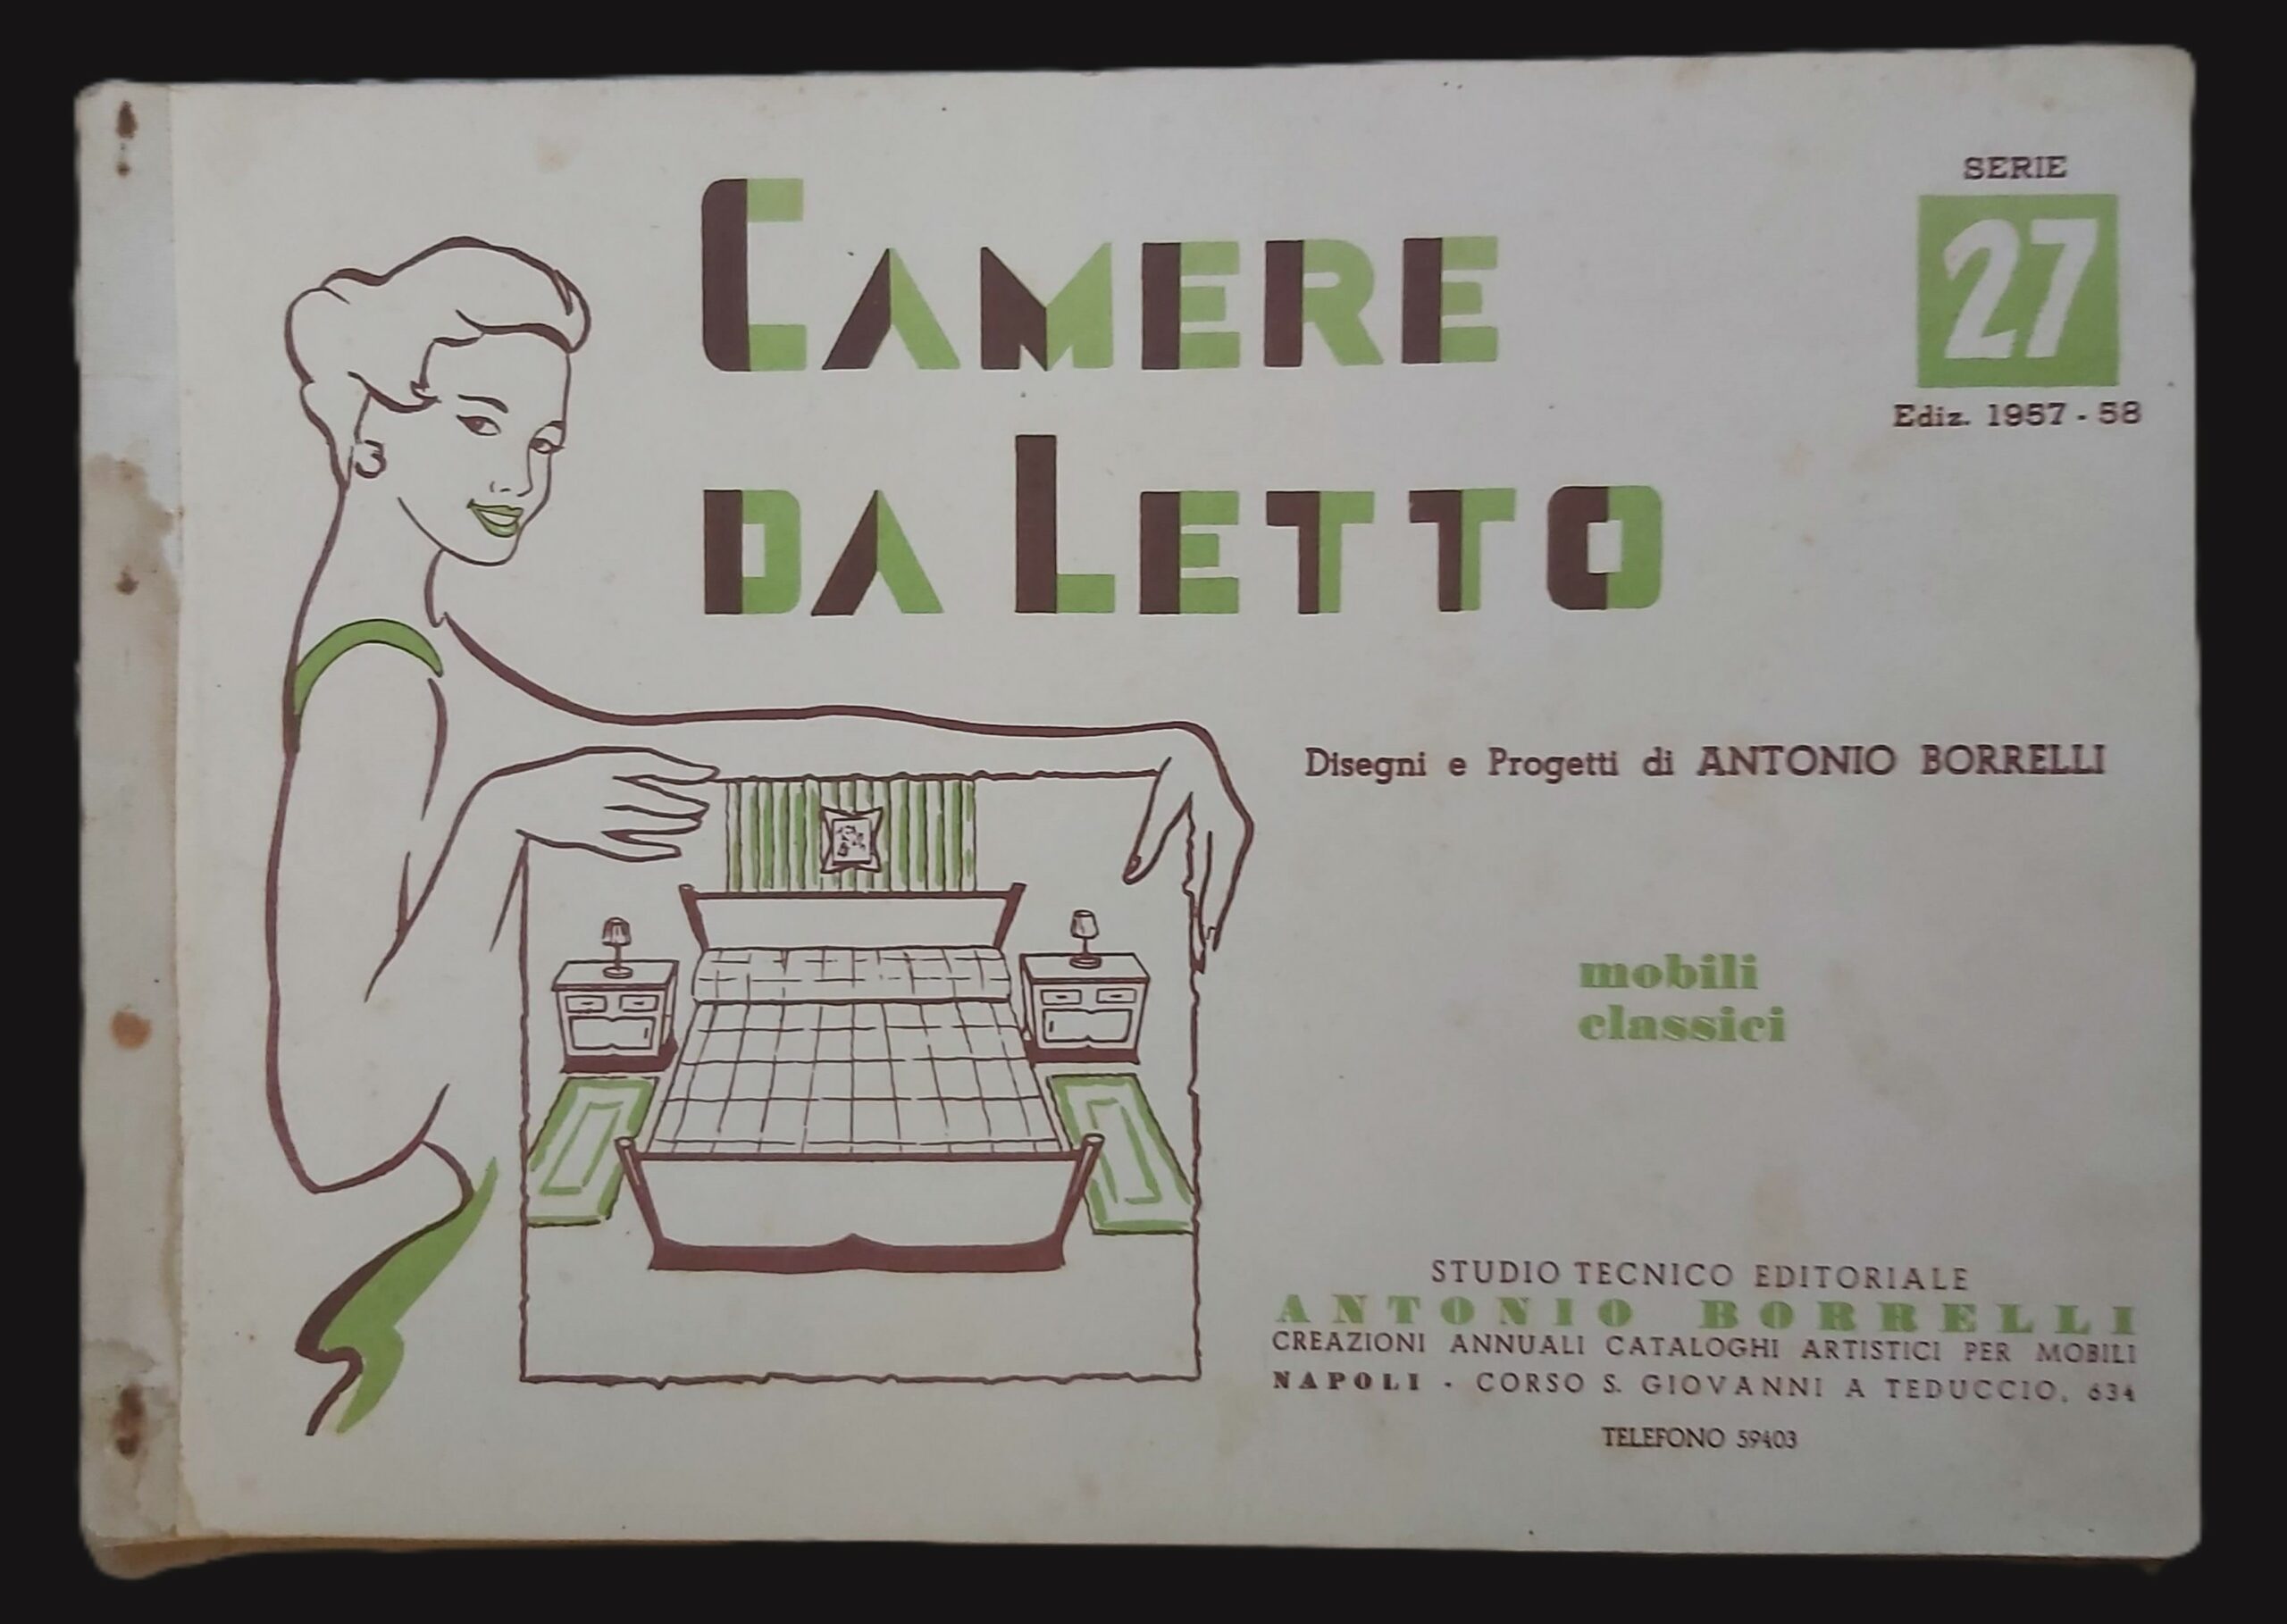 CAMERE
DA LETTO
SERIE
27
Ediz. 1957 - 58
Disegni e Progetti di ANTONIO BORRELLI
mobili
classici
STUDIO TECNICO EDITORIALE
ANTONIO BORRELLI
CREAZIONI ANNUALI CATALOGHI ARTISTICI PER MOBILI
NAPOLI - CORSO S. GIOVANNI A TEDUCCIO, 634
TELEFONO 59403